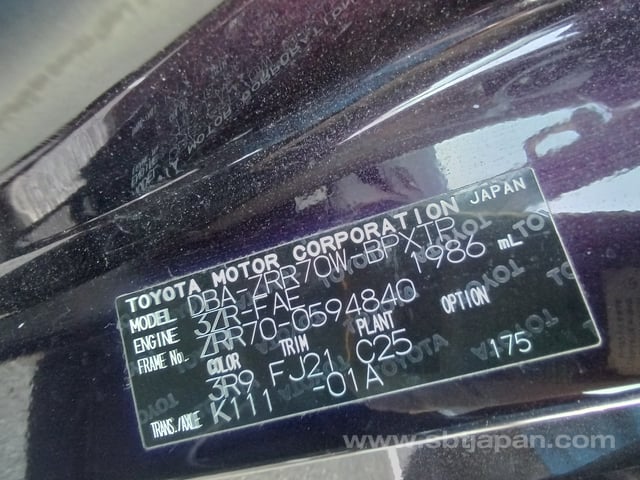 TOYOTA MOTOR CORPORATION JAPAN
MODEL DBA-ZRR70W-BPXTR
ENGINE 3ZR-FAE 1986 mL
FRAME No. ZRR70-0594840
COLOR TRIM PLANT OPTION
3R9 FJ21 C25 175
TRANS./AXLE K111 -01A
www.sbtjapan.com